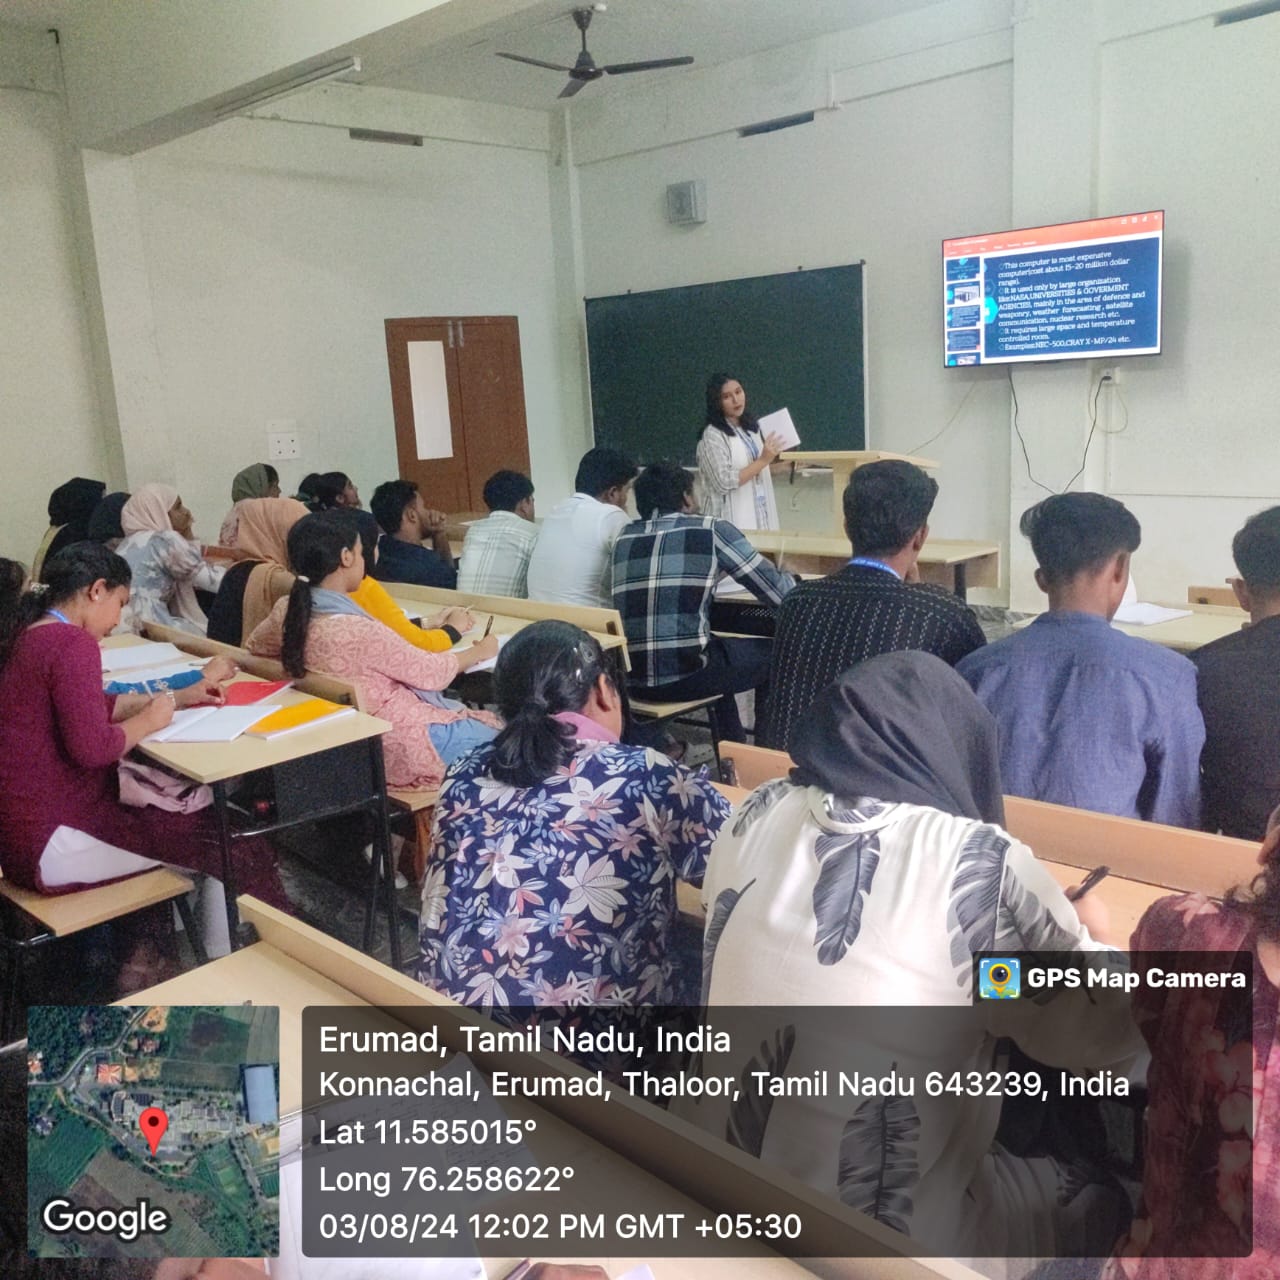 ◇This computer is most expensive
computer(cost about 15-20 million dollar
range).
◇It is used only by large organization
like:NASA,UNIVERSITIES & GOVERMENT
AGENCIES, mainly in the area of defence and
weaponry, weather forecasting , satellite
communication, nuclear research etc.
◇It requires large space and temperature
controlled room.
◇Examples:NEC-500,CRAY X-MP/24 etc.
GPS Map Camera
Erumad, Tamil Nadu, India
Konnachal, Erumad, Thaloor, Tamil Nadu 643239, India
Lat 11.585015°
Long 76.258622°
03/08/24 12:02 PM GMT +05:30
Google